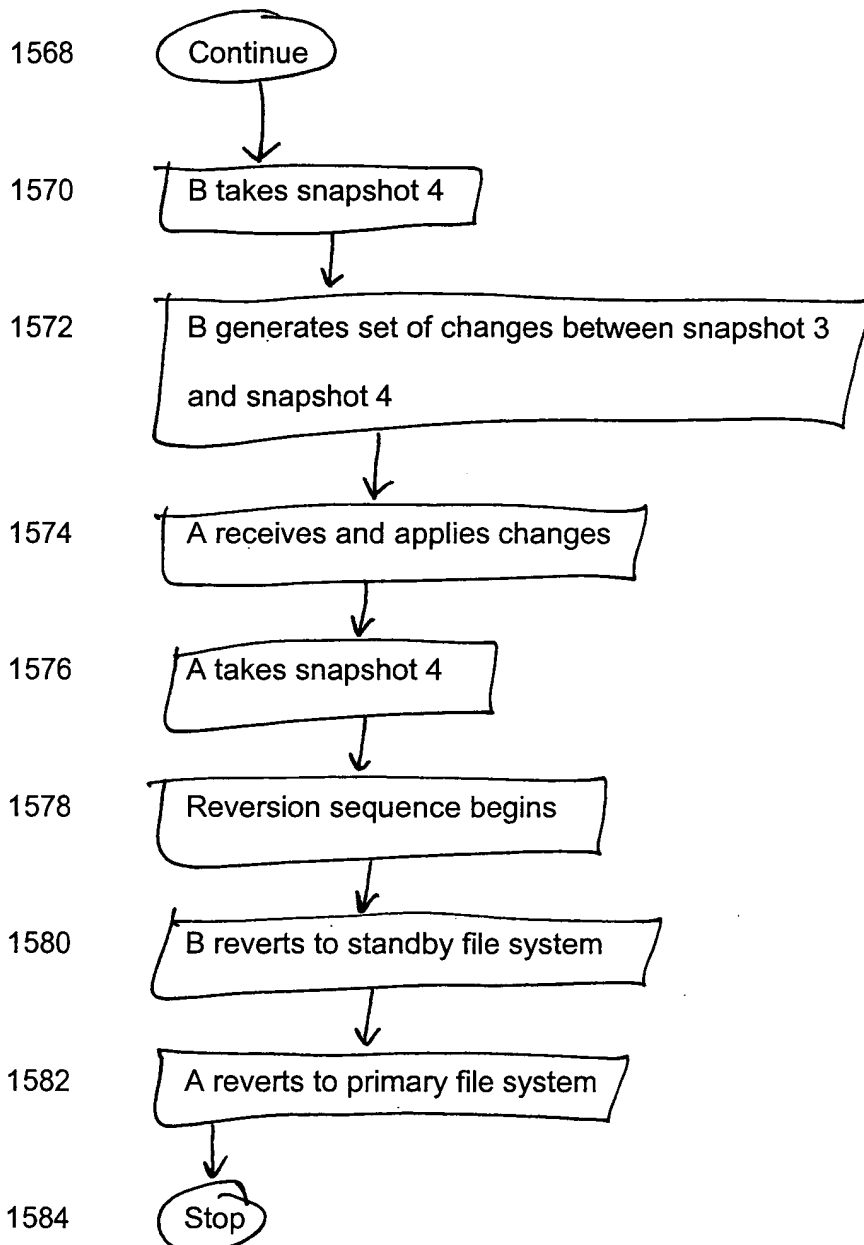 1568 Continue
1570 B takes snapshot 4
1572 B generates set of changes between snapshot 3
and snapshot 4
1574 A receives and applies changes
1576 A takes snapshot 4
1578 Reversion sequence begins
1580 B reverts to standby file system
1582 A reverts to primary file system
1584 Stop